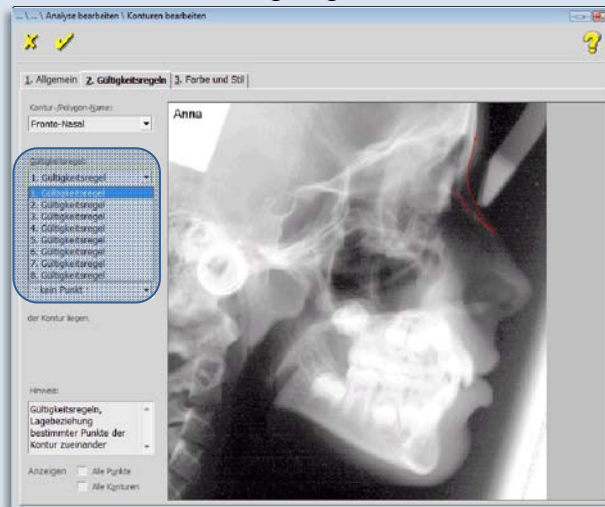 ...\ ... \ Analyse bearbeiten \ Konturen bearbeiten
1. Allgemein
2. Gültigkeitsregeln
3. Farbe und Stil
Kontur-/Polygon-Name:
Fronto-Nasal
Gültigkeitsregel:
1. Gültigkeitsregel
1. Gültigkeitsregel
2. Gültigkeitsregel
3. Gültigkeitsregel
4. Gültigkeitsregel
5. Gültigkeitsregel
6. Gültigkeitsregel
7. Gültigkeitsregel
8. Gültigkeitsregel
kein Punkt
der Kontur liegen.
Hinweis:
Gültigkeitsregeln,
Lagebeziehung
bestimmter Punkte der
Kontur zueinander
Anzeigen
Alle Punkte
Alle Konturen
Anna